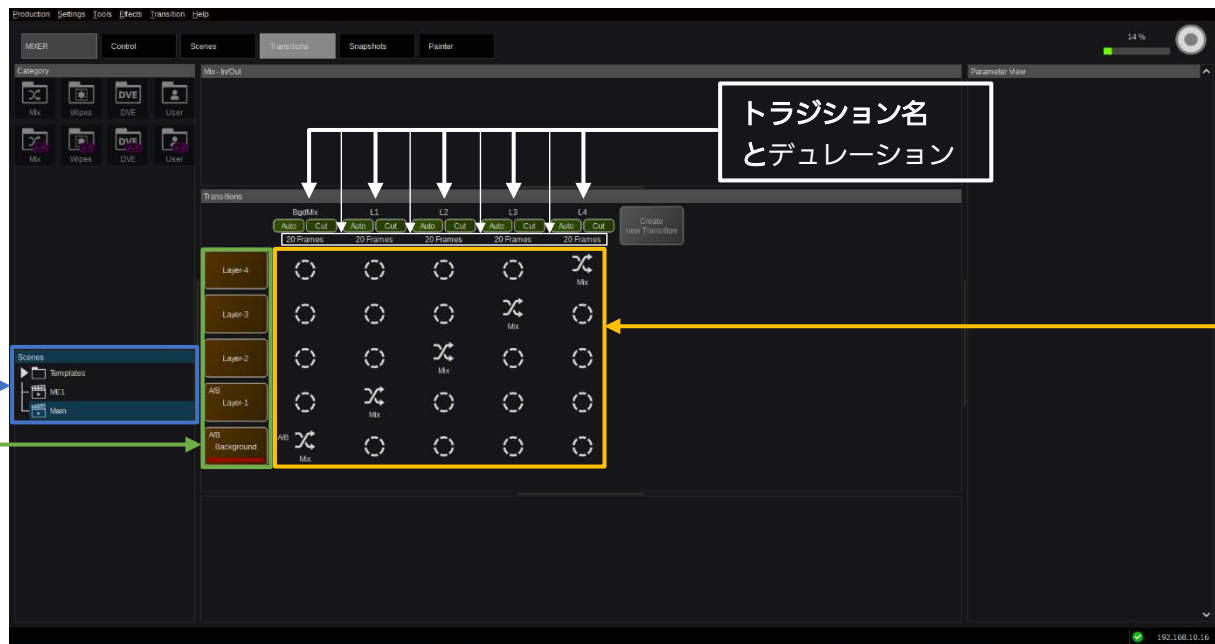 Production Settings Tools Effects Transition Help
MIXER Control Scenes Transitions Snapshots Painter 14 %
Category Mix - In/Out Parameter View
Mix Wipes DVE User
Mix Wipes DVE User
トラジション名
とデュレーション
Transitions
BgdMix L1 L2 L3 L4
Auto Cut Auto Cut Auto Cut Auto Cut Auto Cut
20 Frames 20 Frames 20 Frames 20 Frames 20 Frames
Create
new Transition
Layer-4 Mix
Layer-3 Mix
Layer-2 Mix
A/B Layer-1 Mix
A/B Background A/B Mix
Scenes
Templates
ME1
Main
192.168.10.16